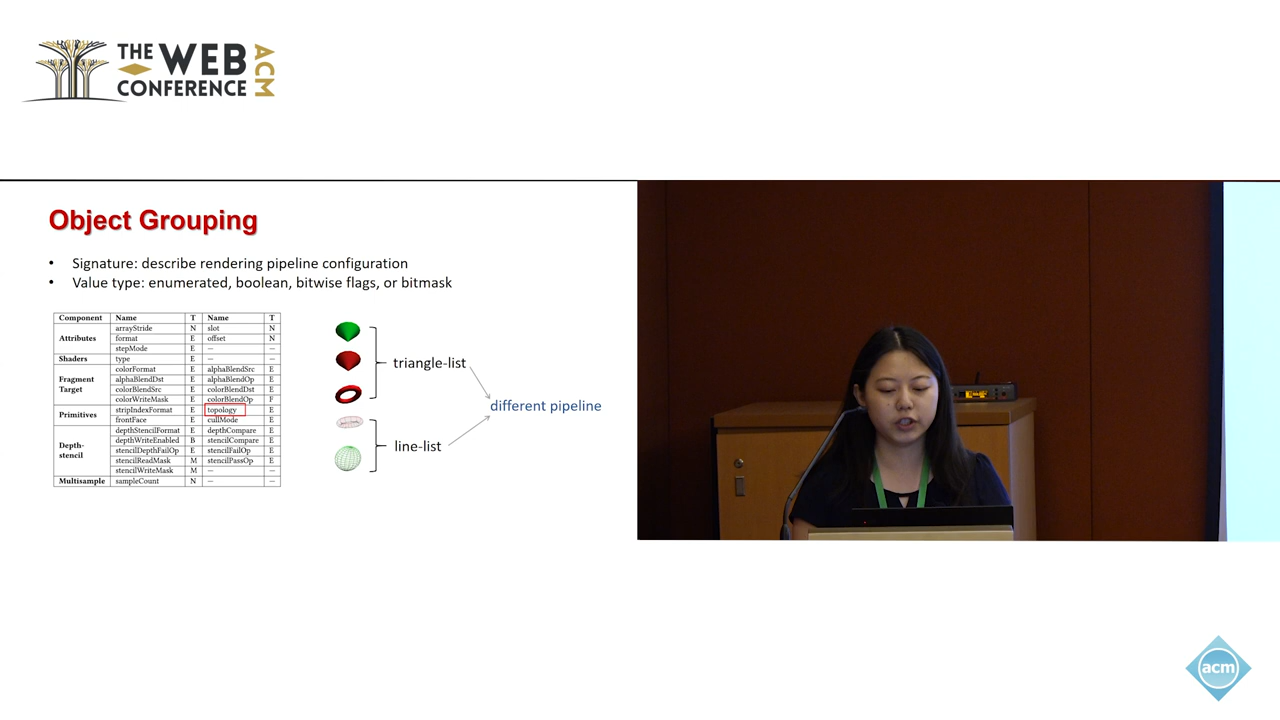 THE WEB
CONFERENCE
ACM
Object Grouping
• Signature: describe rendering pipeline configuration
• Value type: enumerated, boolean, bitwise flags, or bitmask
Component Name T Name T
Attributes
arrayStride N slot N
format E offset N
stepMode E – –
Shaders type E – –
Fragment Target
colorFormat E alphaBlendSrc E
alphaBlendDst E alphaBlendOp E
colorBlendSrc E colorBlendDst E
colorWriteMask E colorBlendOp F
Primitives
stripIndexFormat E topology E
frontFace E cullMode E
Depth-stencil
depthStencilFormat E depthCompare E
depthWriteEnabled B stencilCompare E
stencilDepthFailOp E stencilFailOp E
stencilReadMask M stencilPassOp E
stencilWriteMask M – –
Multisample sampleCount N – –
triangle-list
different pipeline
line-list
acm